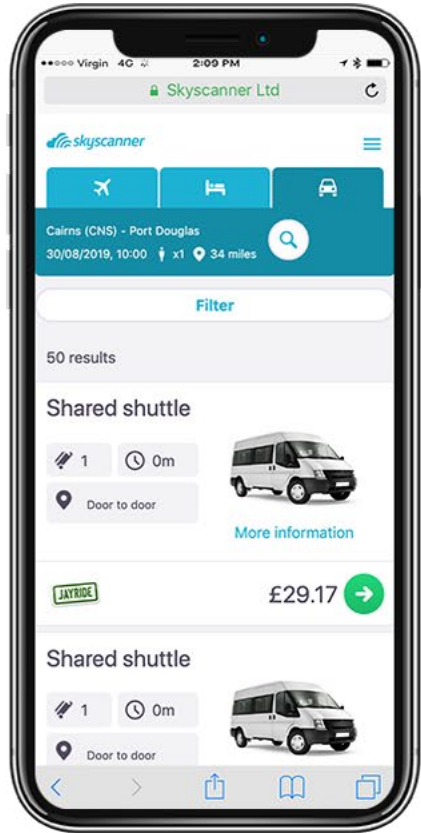 Virgin 4G 2:09 PM
Skyscanner Ltd
skyscanner
Cairns (CNS) - Port Douglas
30/08/2019, 10:00 x1 34 miles
Filter
50 results
Shared shuttle
1 0m
Door to door
More information
JAYRIDE £29.17
Shared shuttle
1 0m
Door to door